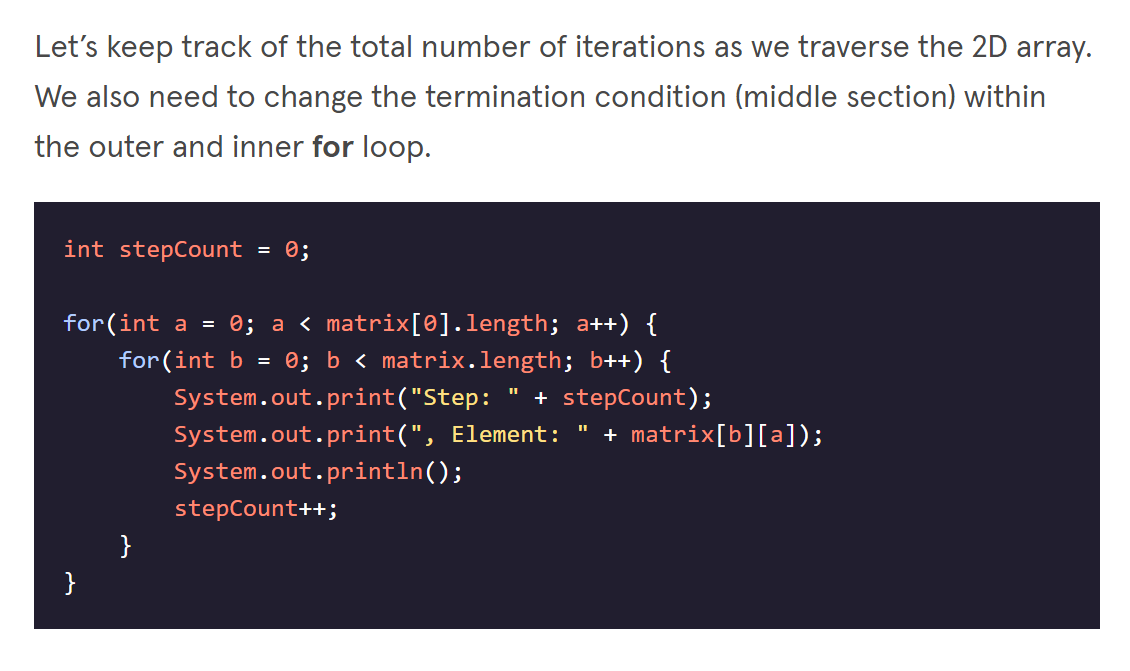 Let’s keep track of the total number of iterations as we traverse the 2D array.
We also need to change the termination condition (middle section) within
the outer and inner for loop.
int stepCount = 0;
for(int a = 0; a < matrix[0].length; a++) {
    for(int b = 0; b < matrix.length; b++) {
        System.out.print("Step: " + stepCount);
        System.out.print(", Element: " + matrix[b][a]);
        System.out.println();
        stepCount++;
    }
}